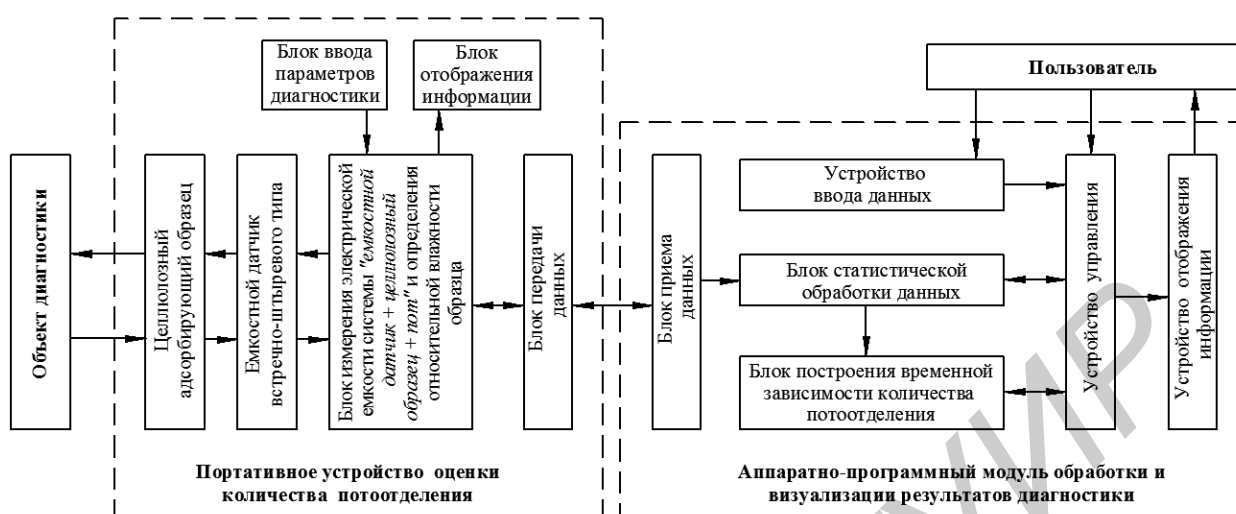 Блок ввода
параметров
диагностики
Блок
отображения
информации
Пользователь
Объект диагностики
Целлюлозный
адсорбирующий образец
Емкостной датчик
встречно-штыревого типа
Блок измерения электрической
емкости системы "емкостной
датчик + целлюлозный
образец + пот" и определения
относительной влажности
образца
Блок передачи
данных
Блок приема
данных
Устройство
ввода данных
Блок статистической
обработки данных
Блок построения временной
зависимости количества
потоотделения
Устройство управления
Устройство отображения
информации
Портативное устройство оценки
количества потоотделения
Аппаратно-программный модуль обработки и
визуализации результатов диагностики